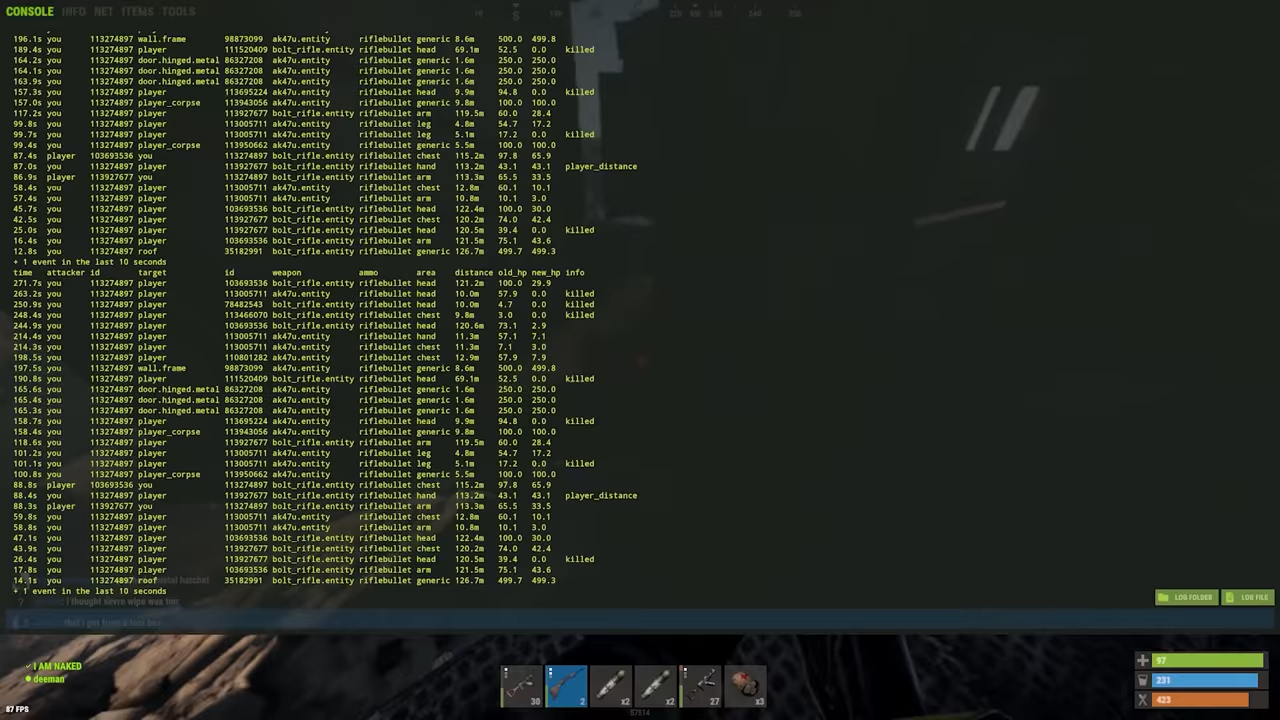 CONSOLE INFO NET ITEMS TOOLS
S
196.1s you 113274897 wall.frame 98873099 ak47u.entity riflebullet generic 8.6m 500.0 499.8
189.4s you 113274897 player 111520409 bolt_rifle.entity riflebullet head 69.1m 52.5 0.0 killed
164.2s you 113274897 door.hinged.metal 86327208 ak47u.entity riflebullet generic 1.6m 250.0 250.0
164.1s you 113274897 door.hinged.metal 86327208 ak47u.entity riflebullet generic 1.6m 250.0 250.0
163.9s you 113274897 door.hinged.metal 86327208 ak47u.entity riflebullet generic 1.6m 250.0 250.0
157.3s you 113274897 player 113695224 ak47u.entity riflebullet head 9.9m 94.8 0.0 killed
157.0s you 113274897 player_corpse 113943056 ak47u.entity riflebullet generic 9.8m 100.0 100.0
117.2s you 113274897 player 113927677 bolt_rifle.entity riflebullet arm 119.5m 60.0 28.4
99.8s you 113274897 player 113005711 ak47u.entity riflebullet leg 4.8m 54.7 17.2
99.7s you 113274897 player 113005711 ak47u.entity riflebullet leg 5.1m 17.2 0.0 killed
99.4s you 113274897 player_corpse 113950662 ak47u.entity riflebullet generic 5.5m 100.0 100.0
87.4s player 103693536 you 113274897 bolt_rifle.entity riflebullet chest 115.2m 97.8 65.9
87.0s you 113274897 player 113927677 bolt_rifle.entity riflebullet hand 113.2m 43.1 43.1 player_distance
86.9s player 113927677 you 113274897 bolt_rifle.entity riflebullet arm 113.3m 65.5 33.5
58.4s you 113274897 player 113005711 ak47u.entity riflebullet chest 12.8m 60.1 10.1
57.4s you 113274897 player 113005711 ak47u.entity riflebullet arm 10.8m 10.1 3.0
45.7s you 113274897 player 103693536 bolt_rifle.entity riflebullet head 122.4m 100.0 30.0
42.5s you 113274897 player 113927677 bolt_rifle.entity riflebullet chest 120.2m 74.0 42.4
25.0s you 113274897 player 113927677 bolt_rifle.entity riflebullet head 120.5m 39.4 0.0 killed
16.4s you 113274897 player 103693536 bolt_rifle.entity riflebullet arm 121.5m 75.1 43.6
12.8s you 113274897 roof 35182991 bolt_rifle.entity riflebullet generic 126.7m 499.7 499.3
+ 1 event in the last 10 seconds
time attacker id target id weapon ammo area distance old_hp new_hp info
271.7s you 113274897 player 103693536 bolt_rifle.entity riflebullet head 121.2m 100.0 29.9
263.2s you 113274897 player 113005711 ak47u.entity riflebullet head 10.0m 57.9 0.0 killed
250.9s you 113274897 player 78482543 bolt_rifle.entity riflebullet head 10.0m 4.7 0.0 killed
248.4s you 113274897 player 113466070 bolt_rifle.entity riflebullet chest 9.8m 3.0 0.0 killed
244.9s you 113274897 player 103693536 bolt_rifle.entity riflebullet head 120.6m 73.1 2.9
214.4s you 113274897 player 113005711 ak47u.entity riflebullet hand 11.3m 57.1 7.1
214.3s you 113274897 player 113005711 ak47u.entity riflebullet chest 11.3m 7.1 3.0
198.5s you 113274897 player 110801282 bolt_rifle.entity riflebullet chest 12.9m 57.9 7.9
197.5s you 113274897 wall.frame 98873099 ak47u.entity riflebullet generic 8.6m 500.0 499.8
190.8s you 113274897 player 111520409 bolt_rifle.entity riflebullet head 69.1m 52.5 0.0 killed
165.6s you 113274897 door.hinged.metal 86327208 ak47u.entity riflebullet generic 1.6m 250.0 250.0
165.4s you 113274897 door.hinged.metal 86327208 ak47u.entity riflebullet generic 1.6m 250.0 250.0
165.3s you 113274897 door.hinged.metal 86327208 ak47u.entity riflebullet generic 1.6m 250.0 250.0
158.7s you 113274897 player 113695224 ak47u.entity riflebullet head 9.9m 94.8 0.0 killed
158.4s you 113274897 player_corpse 113943056 ak47u.entity riflebullet generic 9.8m 100.0 100.0
118.6s you 113274897 player 113927677 bolt_rifle.entity riflebullet arm 119.5m 60.0 28.4
101.2s you 113274897 player 113005711 ak47u.entity riflebullet leg 4.8m 54.7 17.2
101.1s you 113274897 player 113005711 ak47u.entity riflebullet leg 5.1m 17.2 0.0 killed
100.8s you 113274897 player_corpse 113950662 ak47u.entity riflebullet generic 5.5m 100.0 100.0
88.8s player 103693536 you 113274897 bolt_rifle.entity riflebullet chest 115.2m 97.8 65.9
88.4s you 113274897 player 113927677 bolt_rifle.entity riflebullet hand 113.2m 43.1 43.1 player_distance
88.3s player 113927677 you 113274897 bolt_rifle.entity riflebullet arm 113.3m 65.5 33.5
59.8s you 113274897 player 113005711 ak47u.entity riflebullet chest 12.8m 60.1 10.1
58.8s you 113274897 player 113005711 ak47u.entity riflebullet arm 10.8m 10.1 3.0
47.1s you 113274897 player 103693536 bolt_rifle.entity riflebullet head 122.4m 100.0 30.0
43.9s you 113274897 player 113927677 bolt_rifle.entity riflebullet chest 120.2m 74.0 42.4
26.4s you 113274897 player 113927677 bolt_rifle.entity riflebullet head 120.5m 39.4 0.0 killed
17.8s you 113274897 player 103693536 bolt_rifle.entity riflebullet arm 121.5m 75.1 43.6
14.1s you 113274897 roof 35182991 bolt_rifle.entity riflebullet generic 126.7m 499.7 499.3
metal hatchet
+ 1 event in the last 10 seconds
LOG FOLDER LOG FILE
I thought
wipe was
I AM NAKED
deeman
97
231
423
30 2 x2 x2 27 x3
87 FPS